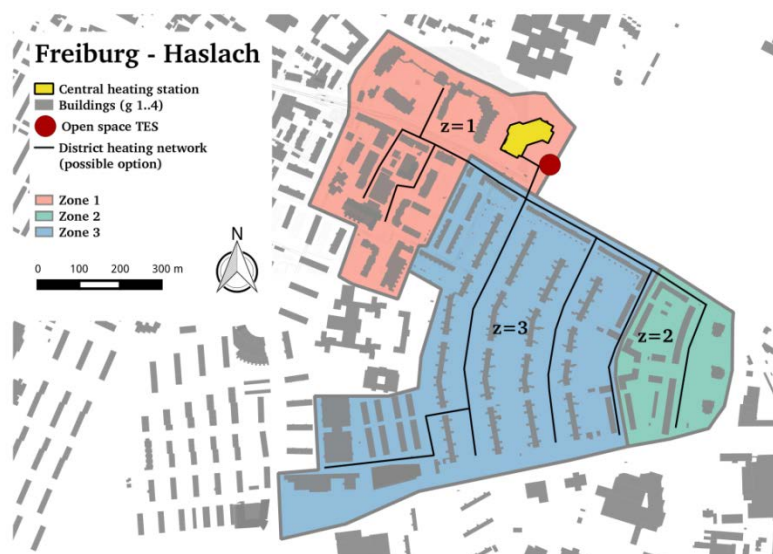 Freiburg - Haslach
Central heating station
Buildings (g 1..4)
Open space TES
District heating network
(possible option)
Zone 1
Zone 2
Zone 3
N
0 100 200 300 m
z=1
z=3
z=2